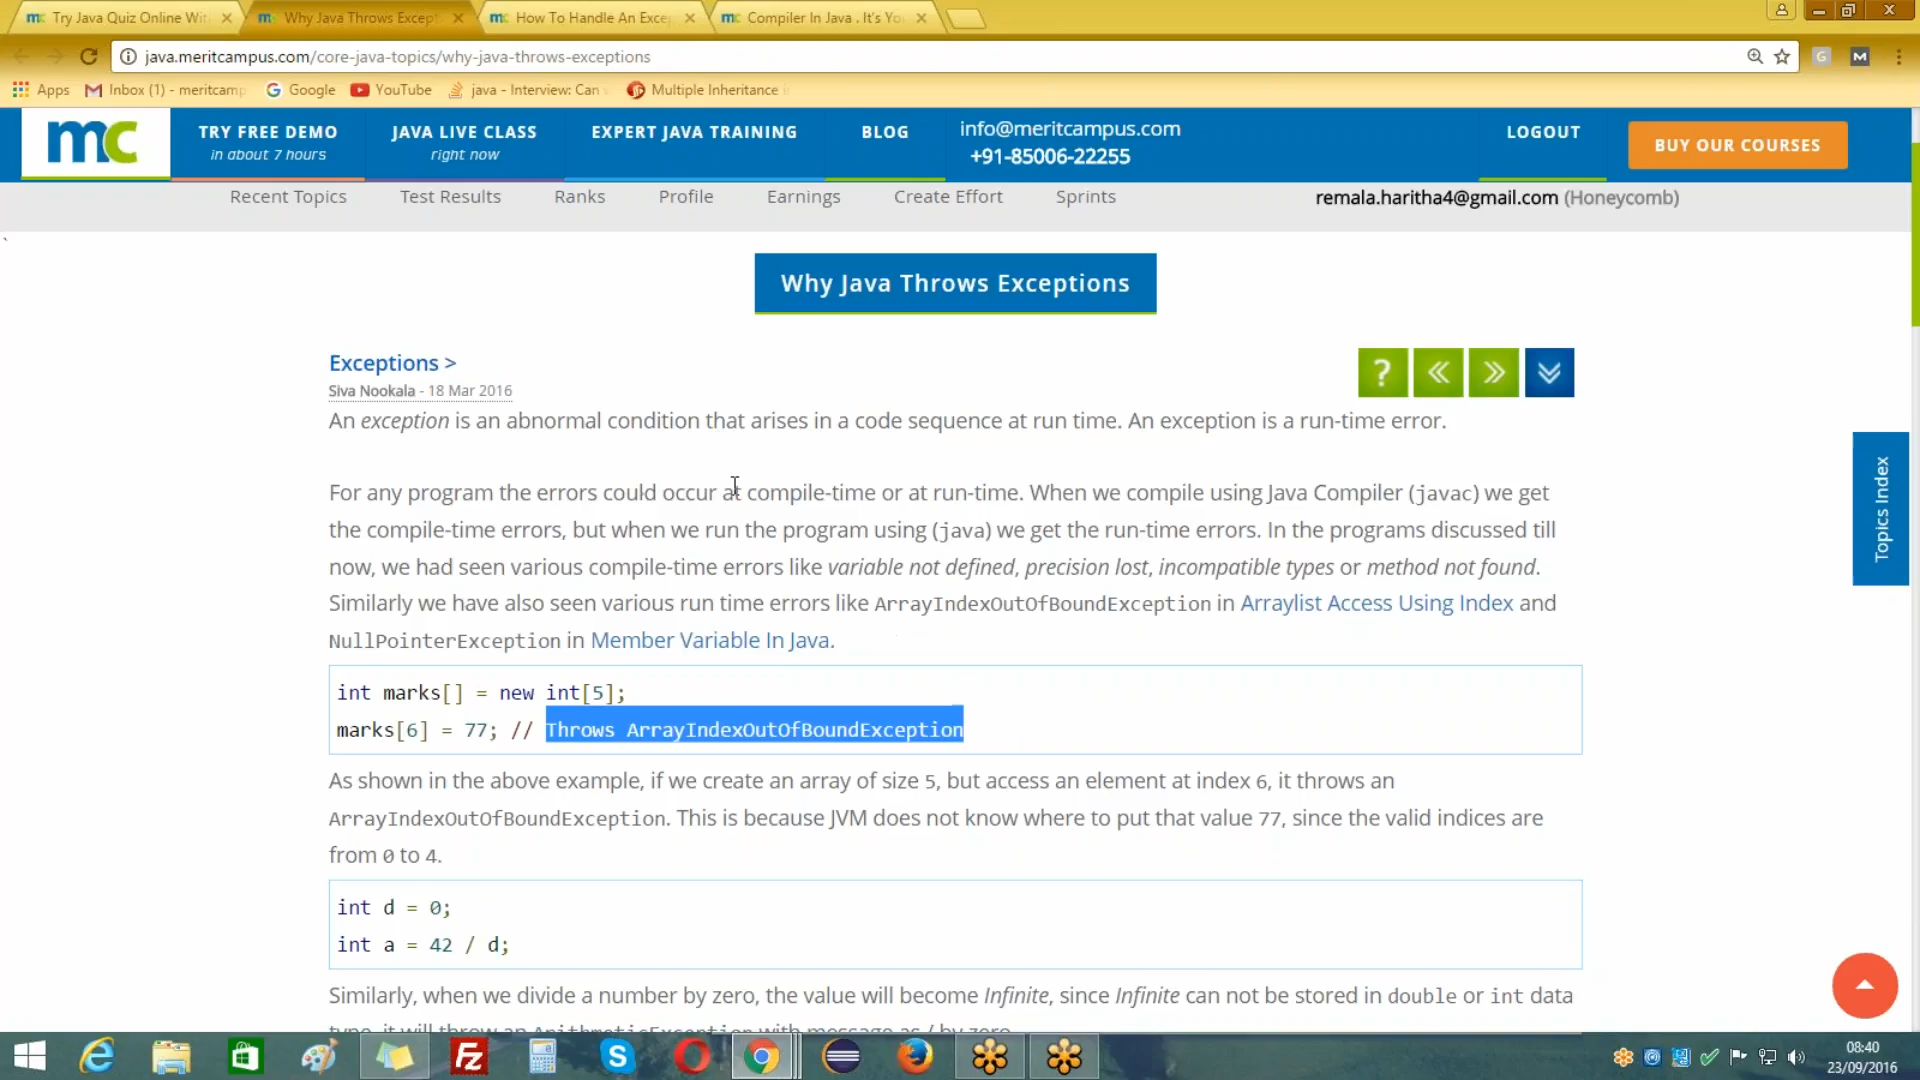 Try Java Quiz Online Wit
Why Java Throws Except
How To Handle An Exce
Compiler In Java . It's Yo
java.meritcampus.com/core-java-topics/why-java-throws-exceptions
G
M
Apps
Inbox (1) - meritcamp
Google
YouTube
java - Interview: Can
Multiple Inheritance i
mc
TRY FREE DEMO
in about 7 hours
JAVA LIVE CLASS
right now
EXPERT JAVA TRAINING
BLOG
info@meritcampus.com
+91-85006-22255
LOGOUT
BUY OUR COURSES
Recent Topics
Test Results
Ranks
Profile
Earnings
Create Effort
Sprints
remala.haritha4@gmail.com (Honeycomb)
`
Why Java Throws Exceptions
Exceptions >
Siva Nookala - 18 Mar 2016
?
An exception is an abnormal condition that arises in a code sequence at run time. An exception is a run-time error.
For any program the errors could occur at compile-time or at run-time. When we compile using Java Compiler (javac) we get
the compile-time errors, but when we run the program using (java) we get the run-time errors. In the programs discussed till
now, we had seen various compile-time errors like variable not defined, precision lost, incompatible types or method not found.
Similarly we have also seen various run time errors like ArrayIndexOutOfBoundException in Arraylist Access Using Index and
NullPointerException in Member Variable In Java.
Topics Index
int marks[] = new int[5];
marks[6] = 77; // Throws ArrayIndexOutOfBoundException
As shown in the above example, if we create an array of size 5, but access an element at index 6, it throws an
ArrayIndexOutOfBoundException. This is because JVM does not know where to put that value 77, since the valid indices are
from 0 to 4.
int d = 0;
int a = 42 / d;
Similarly, when we divide a number by zero, the value will become Infinite, since Infinite can not be stored in double or int data
type, it will throw an ArithmeticException with message as / by zero.
08:40
23/09/2016